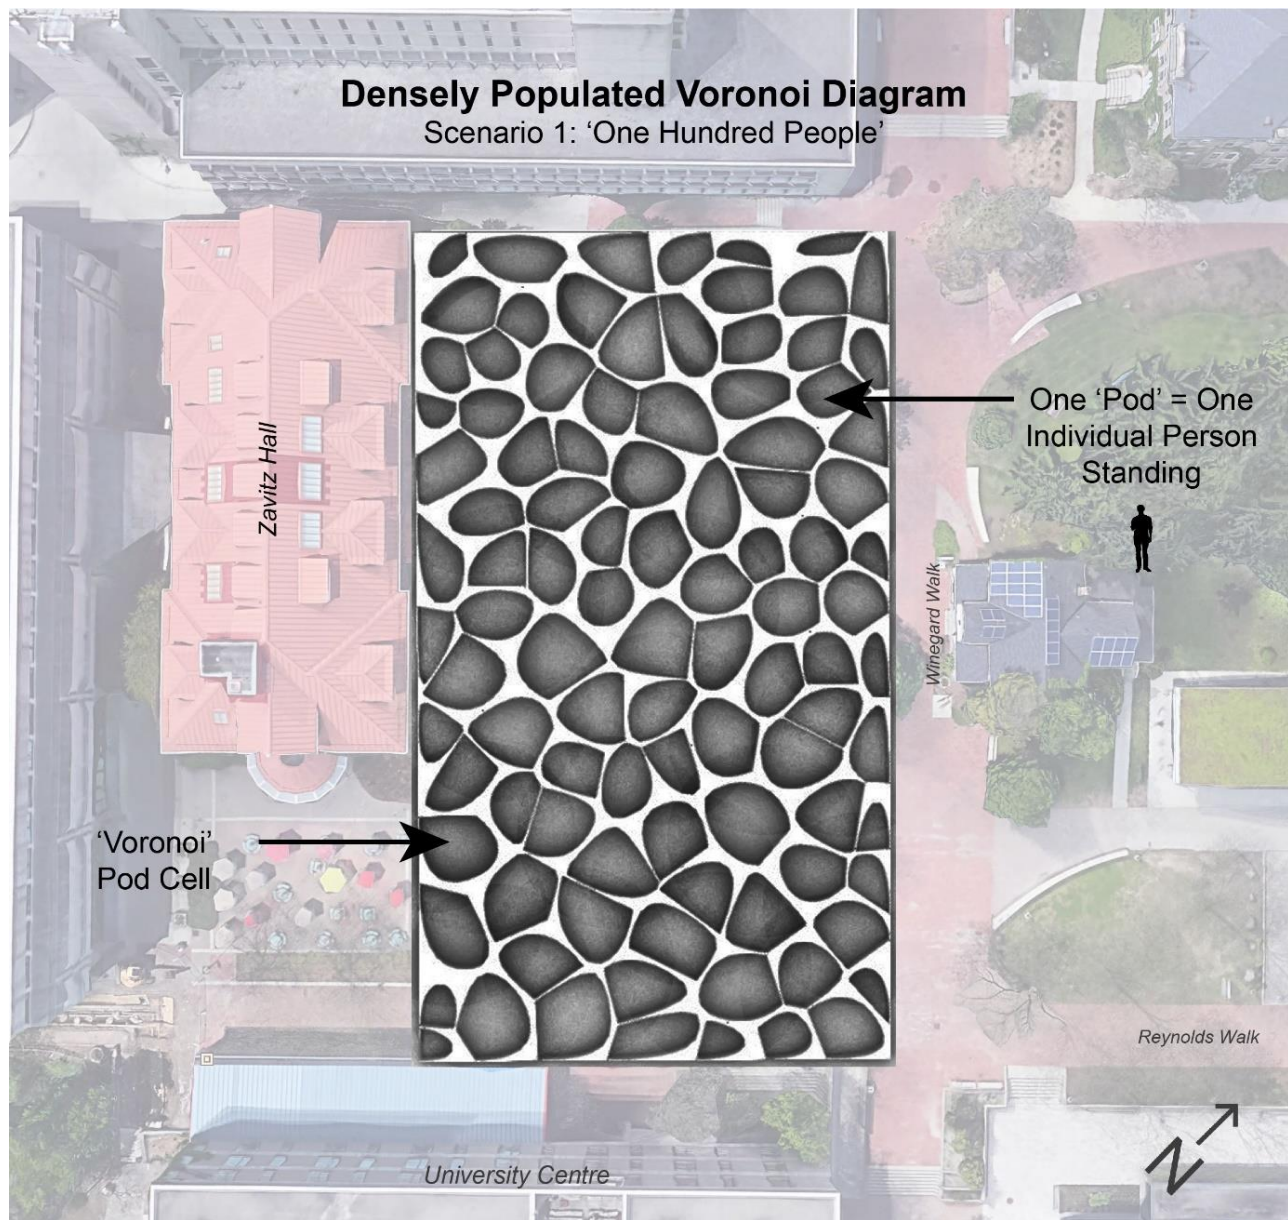 Densely Populated Voronoi Diagram
Scenario 1: ‘One Hundred People’
One ‘Pod’ = One
Individual Person
Standing
Zavitz Hall
Winegard Walk
‘Voronoi’
Pod Cell
Reynolds Walk
University Centre
N